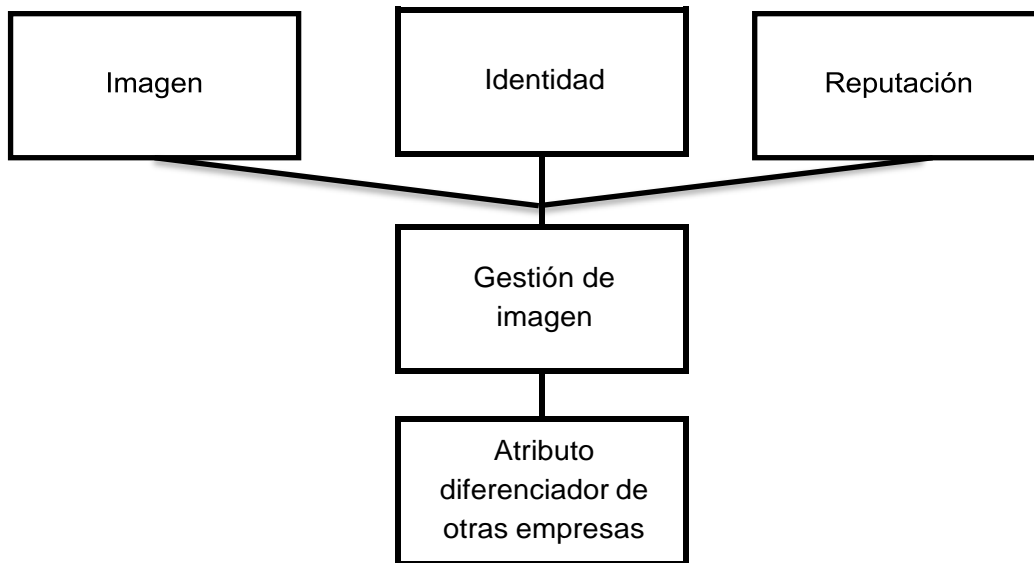 Imagen
Identidad
Reputación
Gestión de
imagen
Atributo
diferenciador de
otras empresas